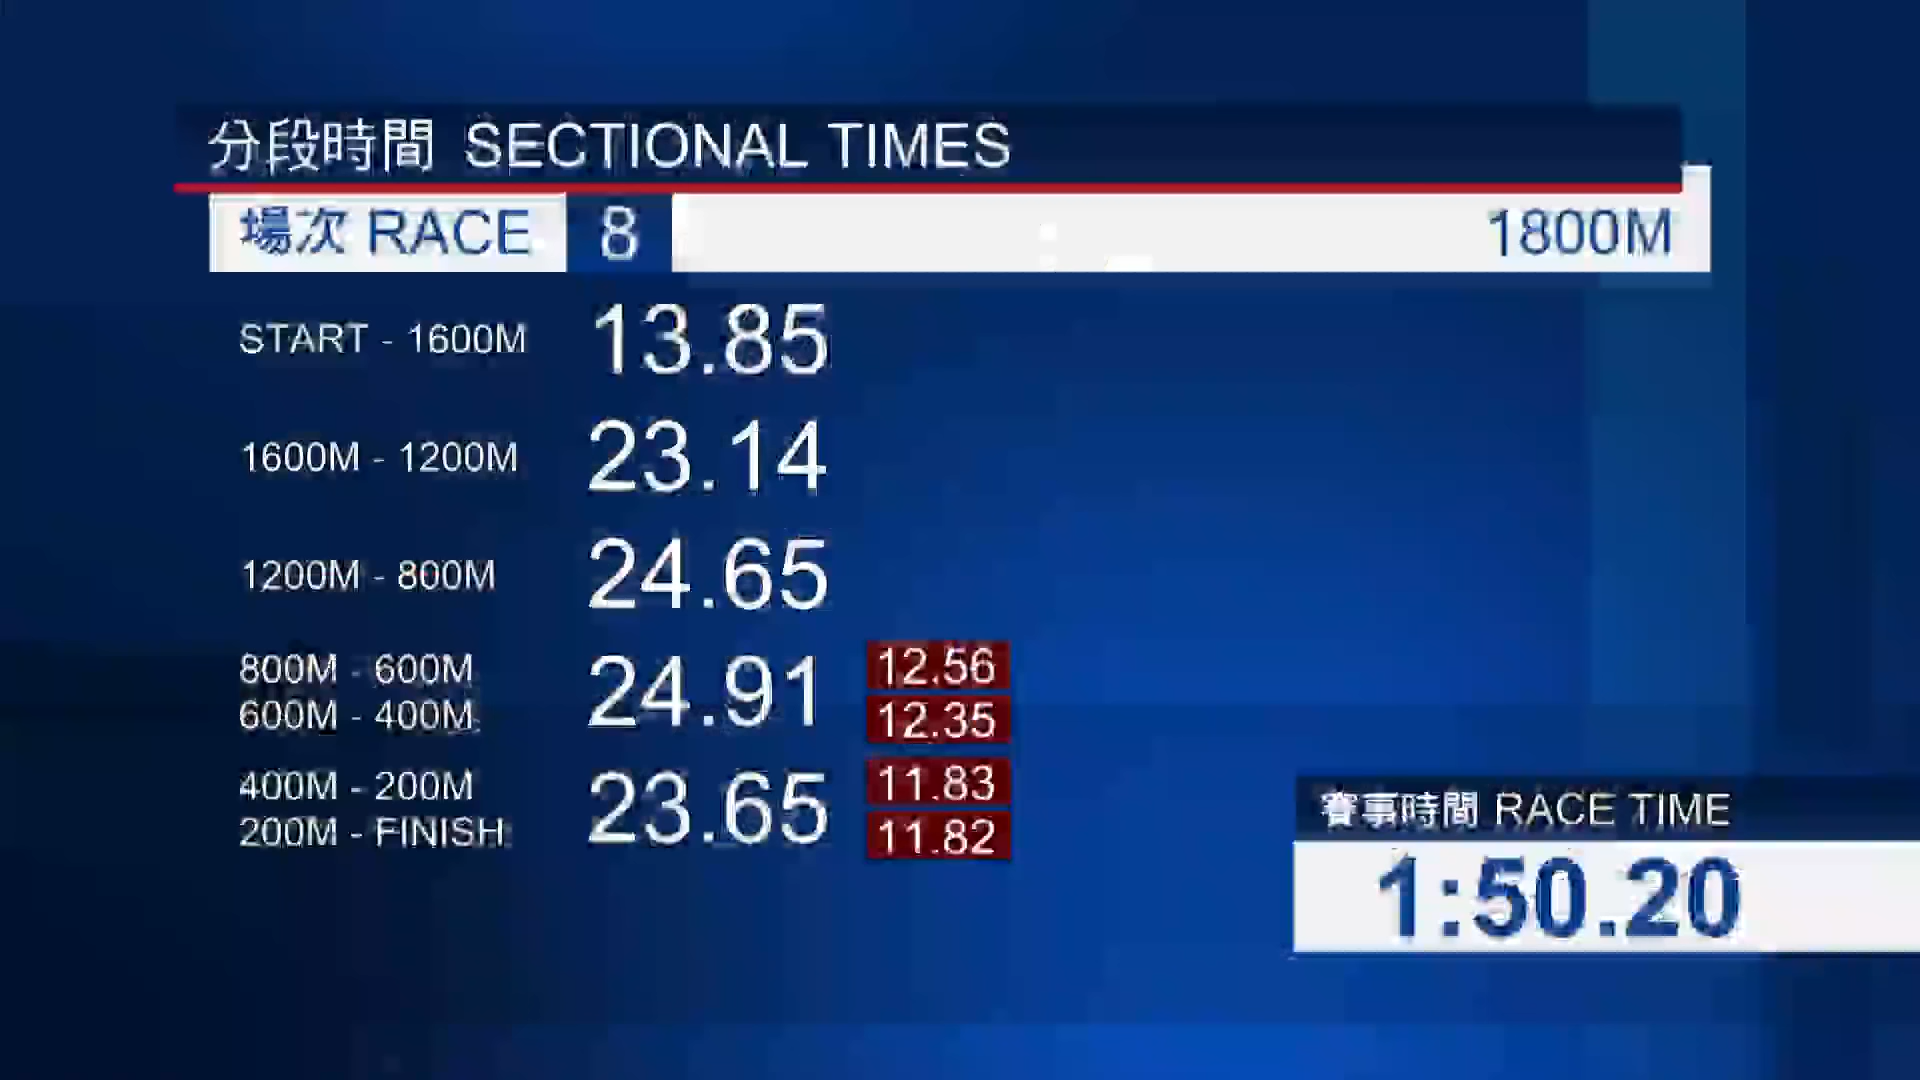 分段時間 SECTIONAL TIMES
場次 RACE 8 1800M
START - 1600M 13.85
1600M - 1200M 23.14
1200M - 800M 24.65
800M - 600M 24.91 12.56
600M - 400M 12.35
400M - 200M 23.65 11.83
200M - FINISH 11.82
賽事時間 RACE TIME
1:50.20